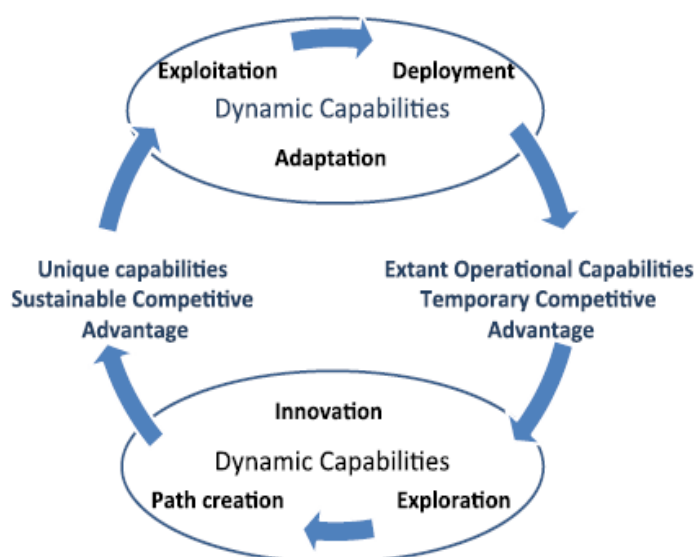 Exploitation
Deployment
Dynamic Capabilities
Adaptation
Unique capabilities
Sustainable Competitive
Advantage
Extant Operational Capabilities
Temporary Competitive
Advantage
Innovation
Dynamic Capabilities
Path creation
Exploration